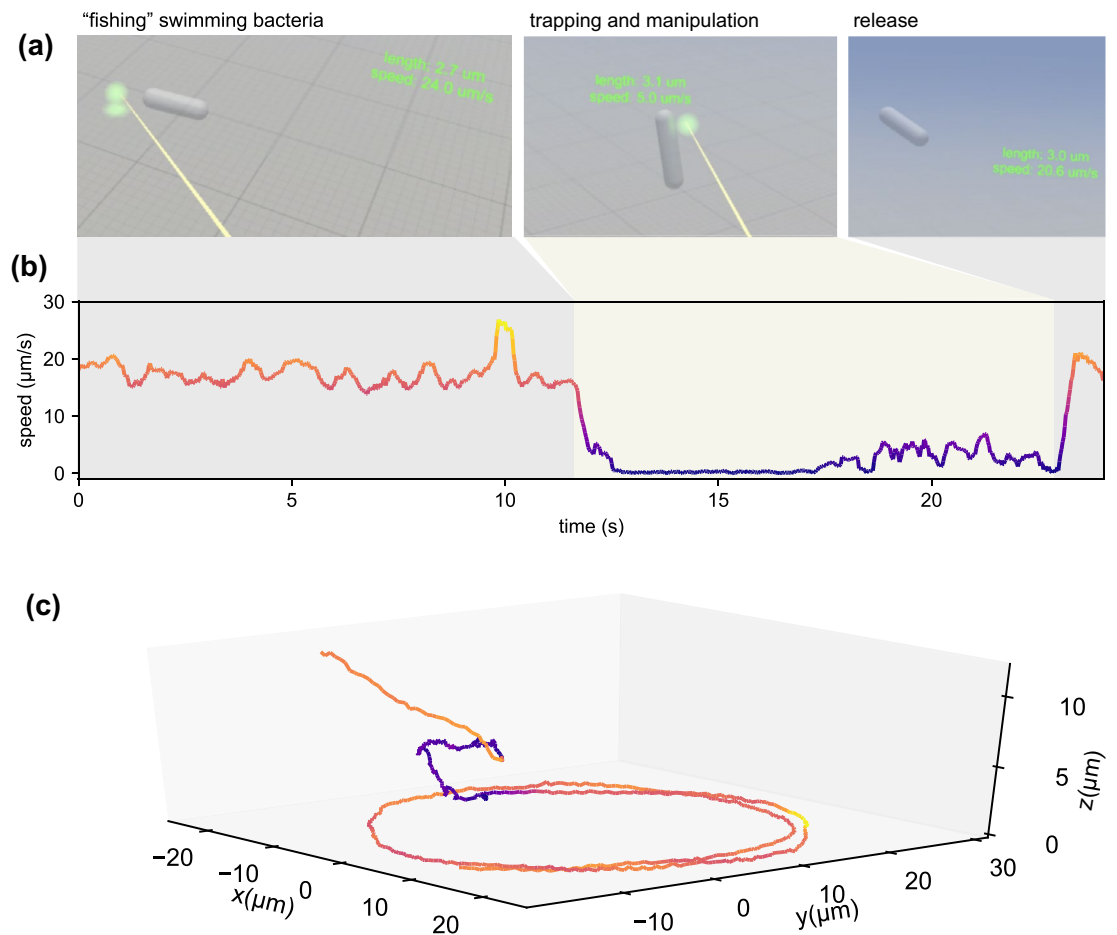 “fishing” swimming bacteria
trapping and manipulation
release
(a)
length: 2.7 um
speed: 24.0 um/s
length: 3.1 um
speed: 5.0 um/s
length: 3.0 um
speed: 20.6 um/s
(b)
30
20
10
0
speed (μm/s)
0
5
10
15
20
time (s)
(c)
10
5
0
z(μm)
−20
−10
0
10
20
x(μm)
−10
0
10
20
30
y(μm)